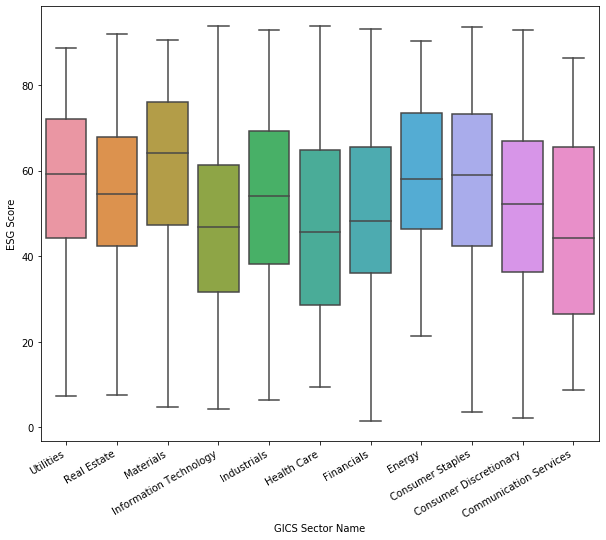 ESG Score
80
60
40
20
0
Utilities
Real Estate
Materials
Information Technology
Industrials
Health Care
Financials
Energy
Consumer Staples
Consumer Discretionary
Communication Services
GICS Sector Name